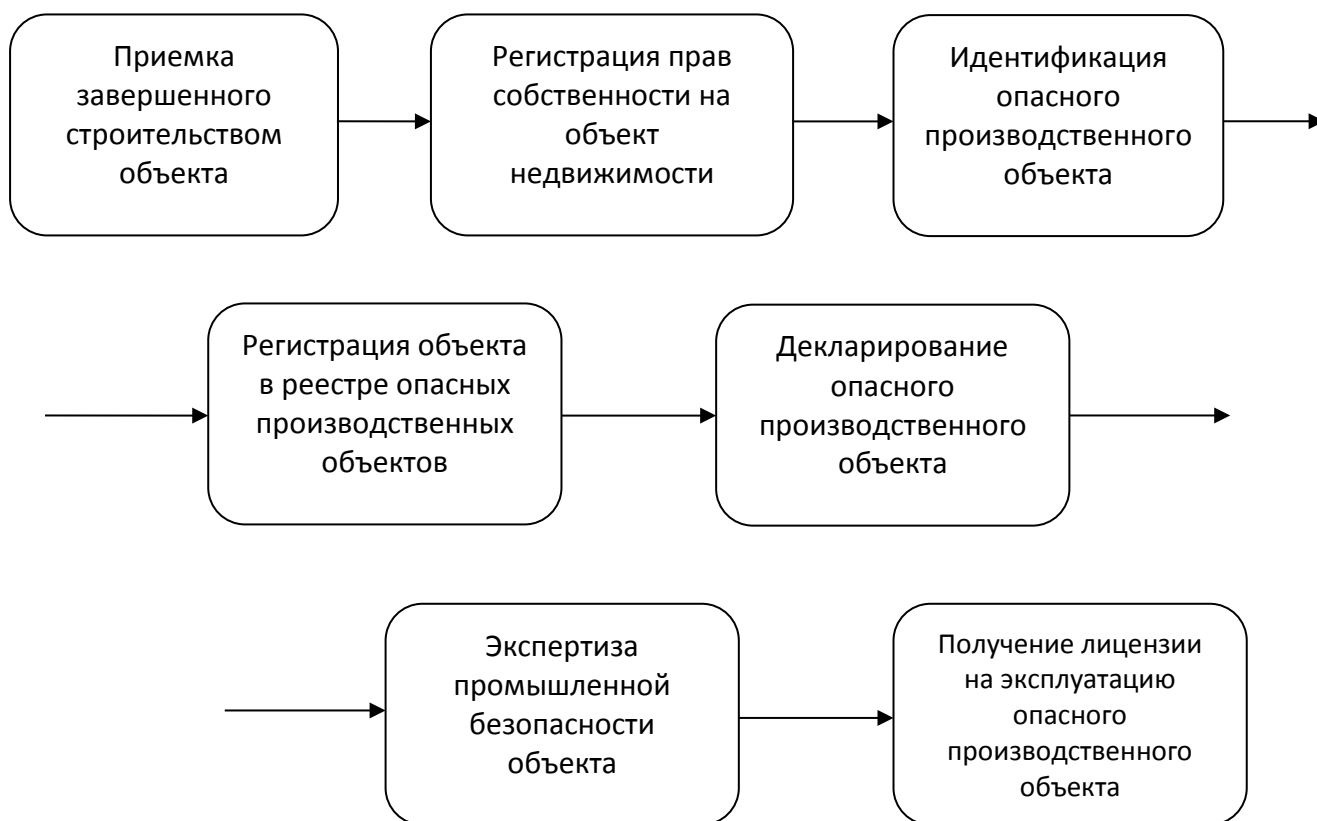 Приемка
завершенного
строительством
объекта
Регистрация прав
собственности на
объект
недвижимости
Идентификация
опасного
производственного
объекта
Регистрация объекта
в реестре опасных
производственных
объектов
Декларирование
опасного
производственного
объекта
Экспертиза
промышленной
безопасности
объекта
Получение лицензии
на эксплуатацию
опасного
производственного
объекта